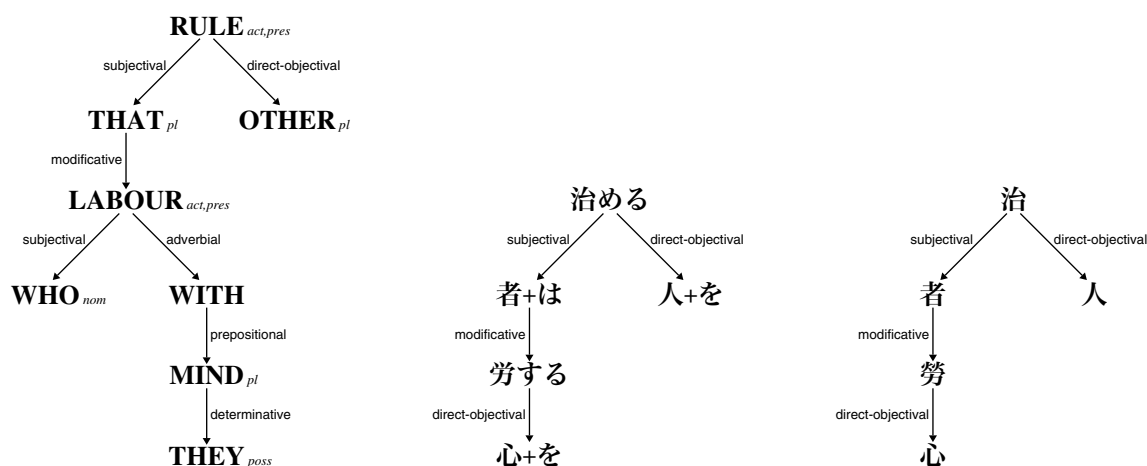 RULE act,pres
subjectival direct-objectival
THAT pl OTHER pl
modificative
LABOUR act,pres
subjectival adverbial
WHO nom WITH
prepositional
MIND pl
determinative
THEY poss
治める
subjectival direct-objectival
者+は 人+を
modificative
労する
direct-objectival
心+を
治
subjectival direct-objectival
者 人
modificative
勞
direct-objectival
心